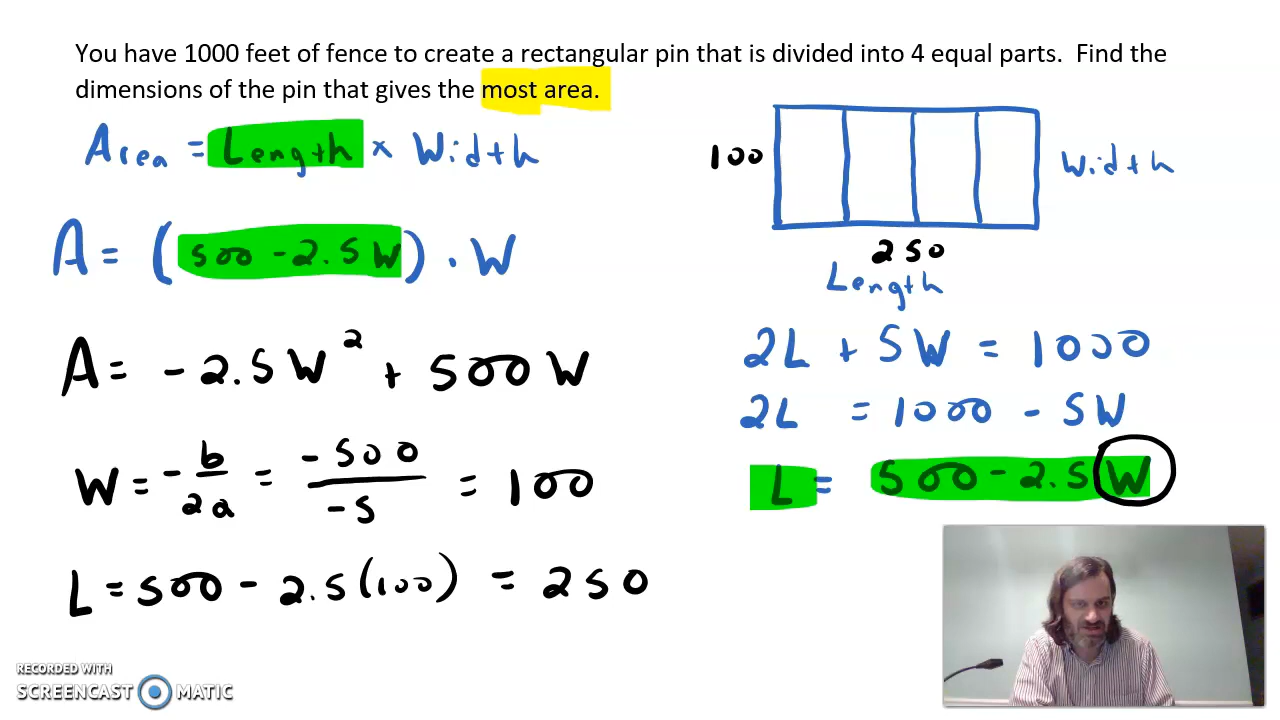 You have 1000 feet of fence to create a rectangular pin that is divided into 4 equal parts. Find the
dimensions of the pin that gives the most area.
Area = Length x Width
A = (500 - 2.5W) · W
A = -2.5W² + 500W
W = -b/2a = -500/-5 = 100
L = 500 - 2.5(100) = 250
100
Width
250
Length
2L + 5W = 1000
2L = 1000 - 5W
L = 500 - 2.5W
RECORDED WITH
SCREENCAST MATIC